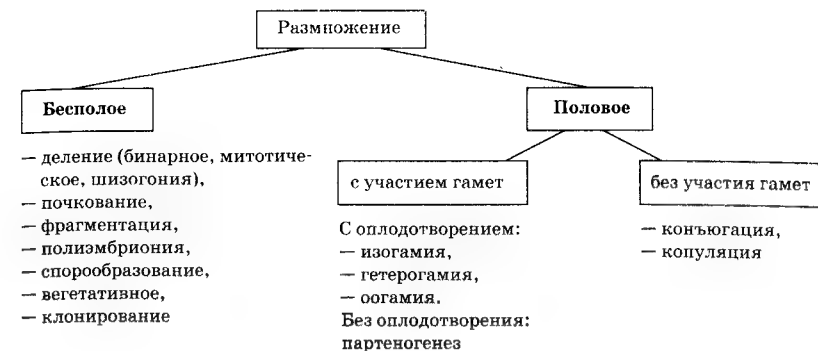 Размножение
Бесполое
— деление (бинарное, митотиче-
ское, шизогония),
— почкование,
— фрагментация,
— полиэмбриония,
— спорообразование,
— вегетативное,
— клонирование
Половое
с участием гамет
С оплодотворением:
— изогамия,
— гетерогамия,
— оогамия.
Без оплодотворения:
партеногенез
без участия гамет
— конъюгация,
— копуляция